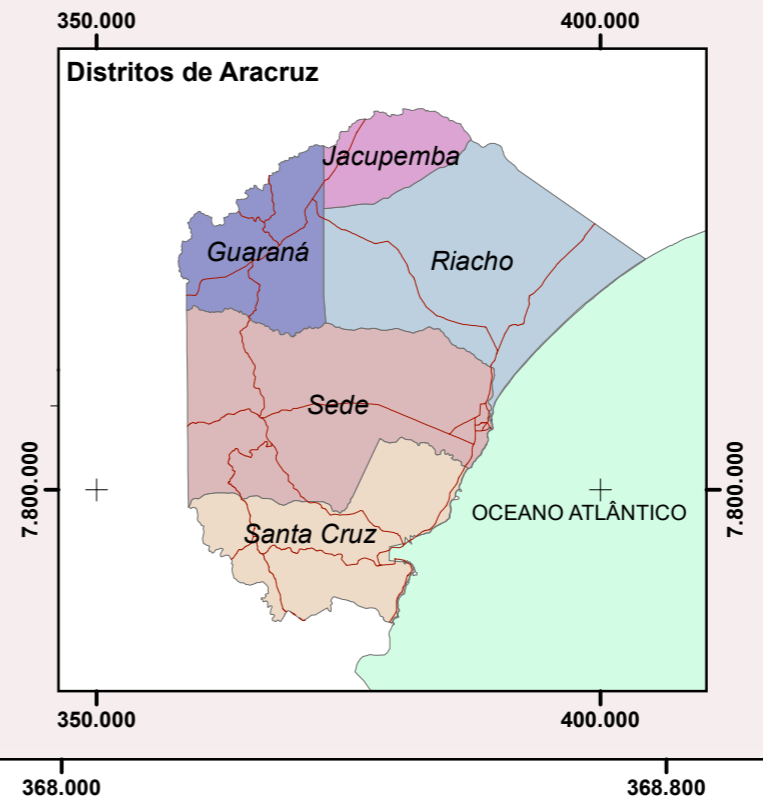 350.000
400.000
Distritos de Aracruz
Jacupemba
Guaraná
Riacho
Sede
7.800.000
7.800.000
OCEANO ATLÂNTICO
Santa Cruz
350.000
400.000
368.000
368.800